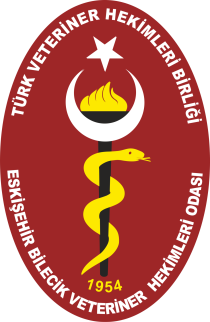 TÜRK VETERİNER HEKİMLERİ BİRLİĞİ
1954
ESKİŞEHİR BİLECİK VETERİNER HEKİMLERİ ODASI